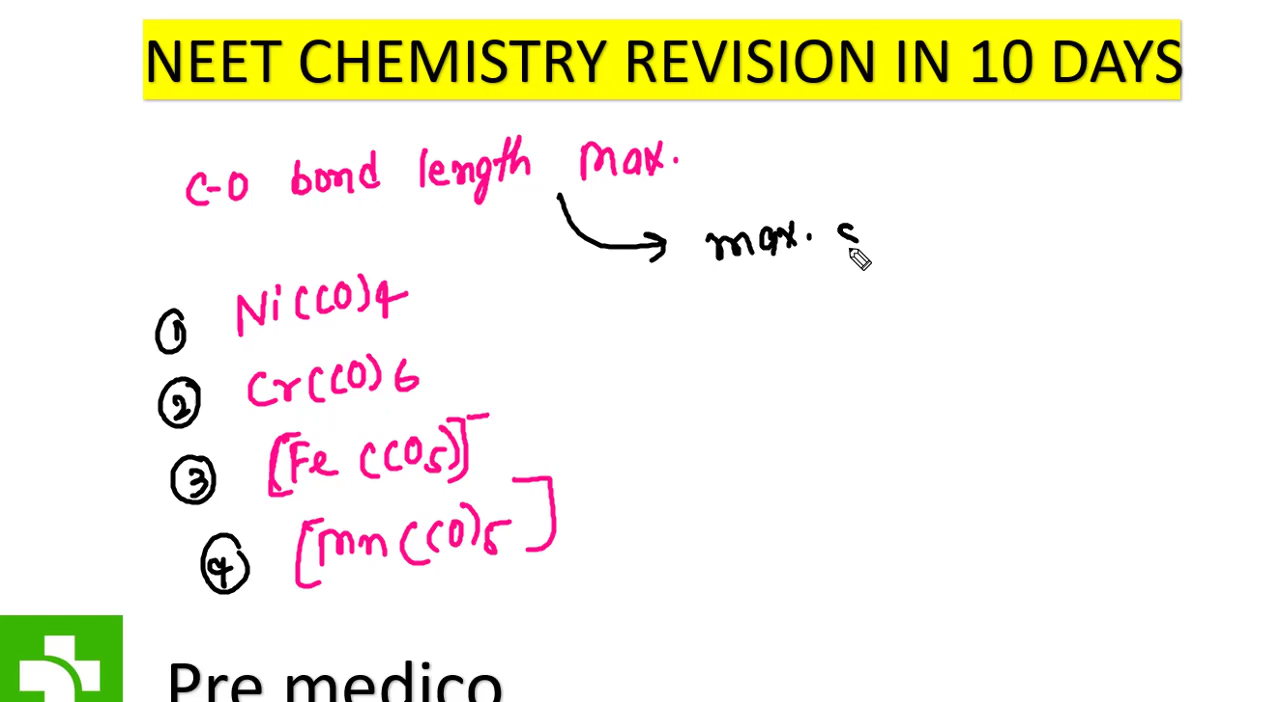 NEET CHEMISTRY REVISION IN 10 DAYS
C-O bond length max.
max. s
① Ni(CO)4
② Cr(CO)6
③ [Fe(CO5)]⁻
④ [Mn(CO)5]
Pre medico